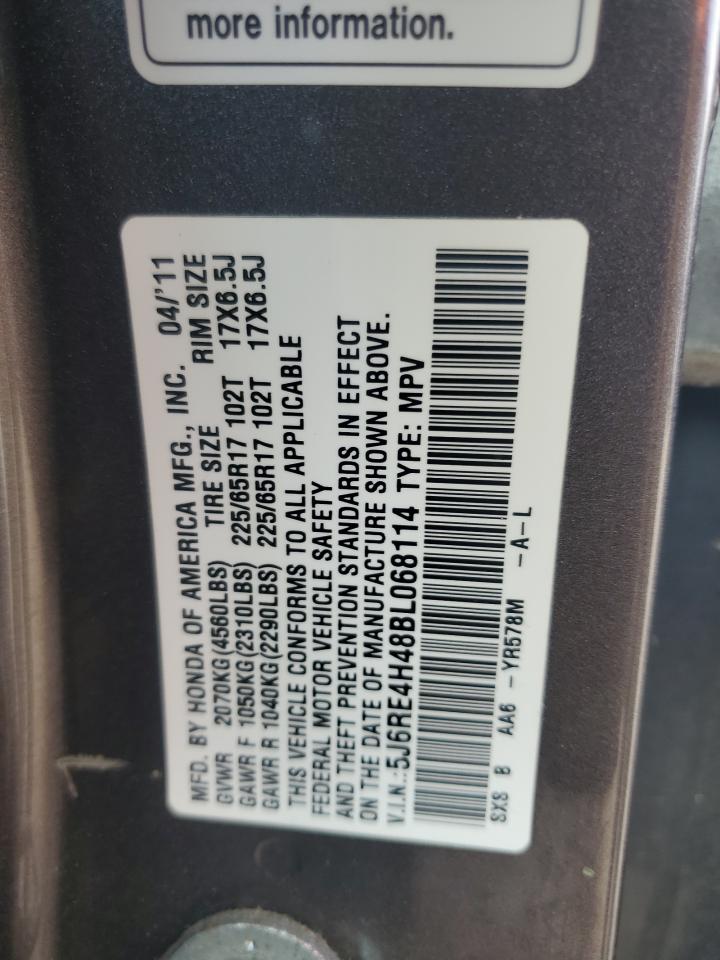 more information.
MFD. BY HONDA OF AMERICA MFG., INC. 04/'11
GVWR 2070KG(4560LBS) TIRE SIZE RIM SIZE
GAWR F 1050KG(2310LBS) 225/65R17 102T 17X6.5J
GAWR R 1040KG(2290LBS) 225/65R17 102T 17X6.5J
THIS VEHICLE CONFORMS TO ALL APPLICABLE
FEDERAL MOTOR VEHICLE SAFETY
AND THEFT PREVENTION STANDARDS IN EFFECT
ON THE DATE OF MANUFACTURE SHOWN ABOVE.
V.I.N.:5J6RE4H48BL068114 TYPE: MPV
SXS B AA6 -YR578M -A-L